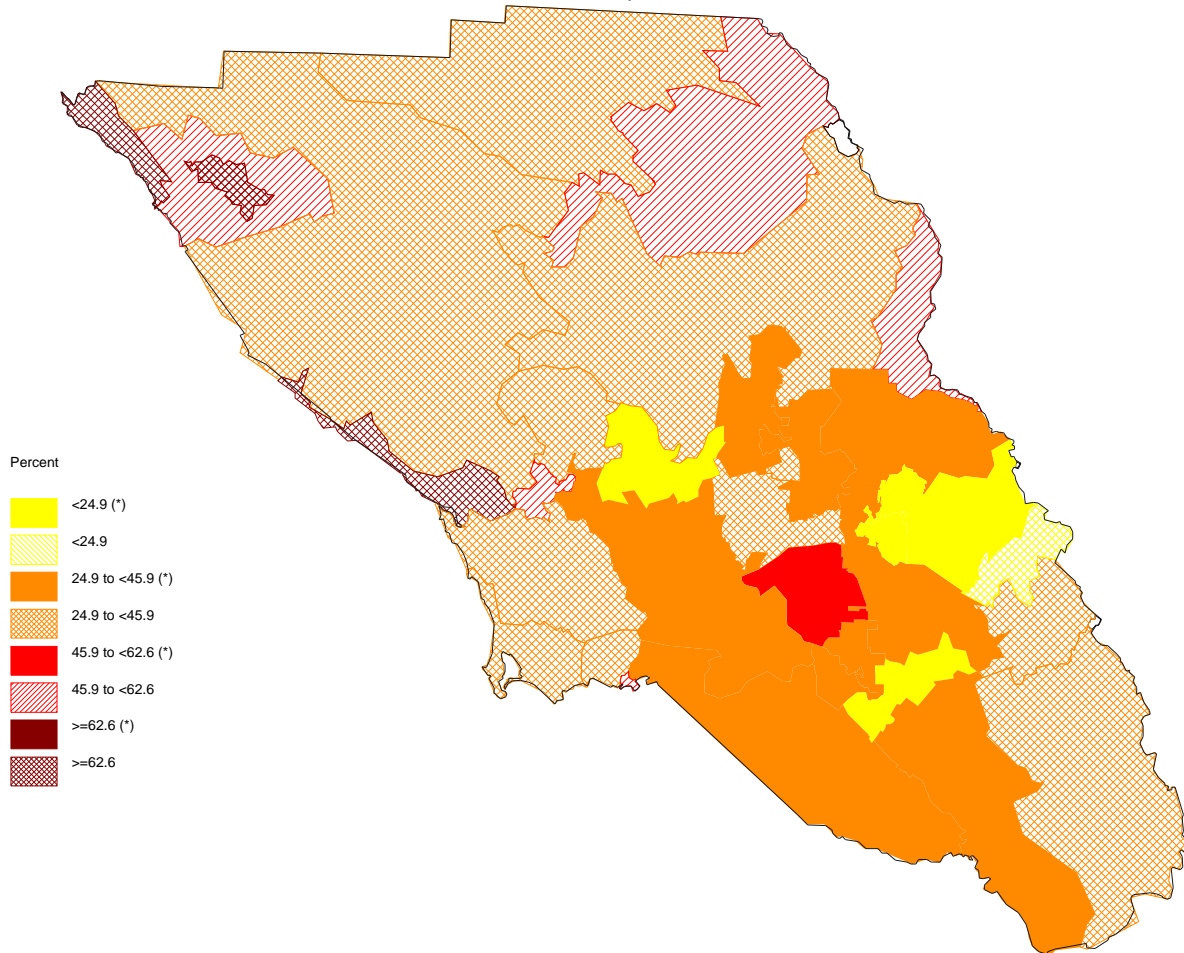 Percent
<24.9 (*)
<24.9
24.9 to <45.9 (*)
24.9 to <45.9
45.9 to <62.6 (*)
45.9 to <62.6
>=62.6 (*)
>=62.6